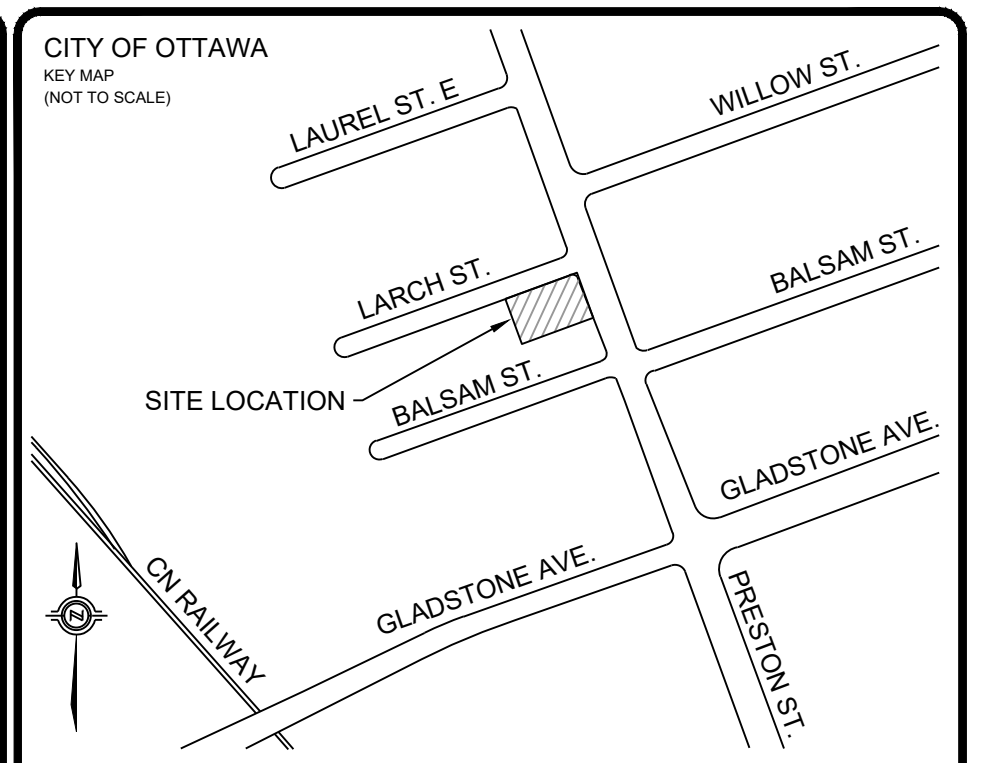 CITY OF OTTAWA
KEY MAP
(NOT TO SCALE)
LAUREL ST. E
WILLOW ST.
LARCH ST.
BALSAM ST.
SITE LOCATION
BALSAM ST.
GLADSTONE AVE.
CN RAILWAY
GLADSTONE AVE.
PRESTON ST.
N